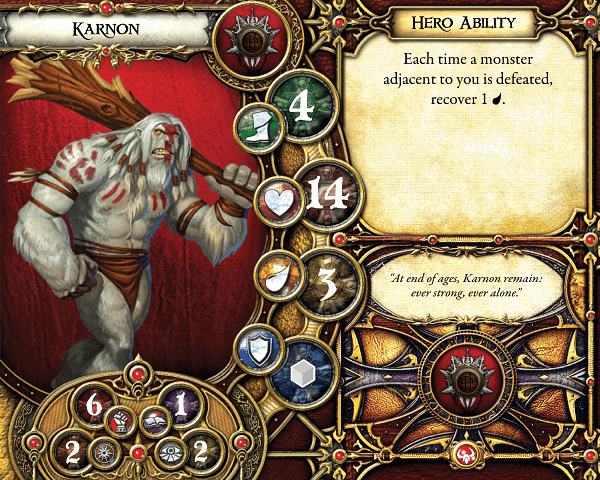 KARNON
4
14
3
6
1
2
2
HERO ABILITY
Each time a monster
adjacent to you is defeated,
recover 1 .
"At end of ages, Karnon remain:
ever strong, ever alone."